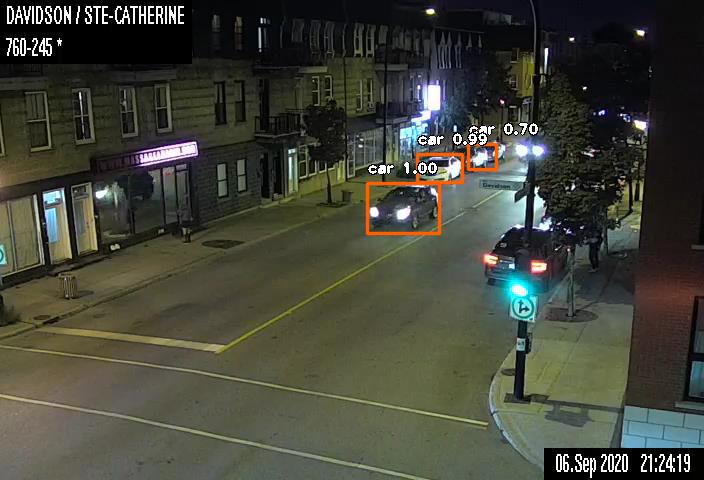 DAVIDSON / STE-CATHERINE
760-245 *
car 0.70
car 0.99
car 1.00
Davidson
06.Sep 2020 21:24:19